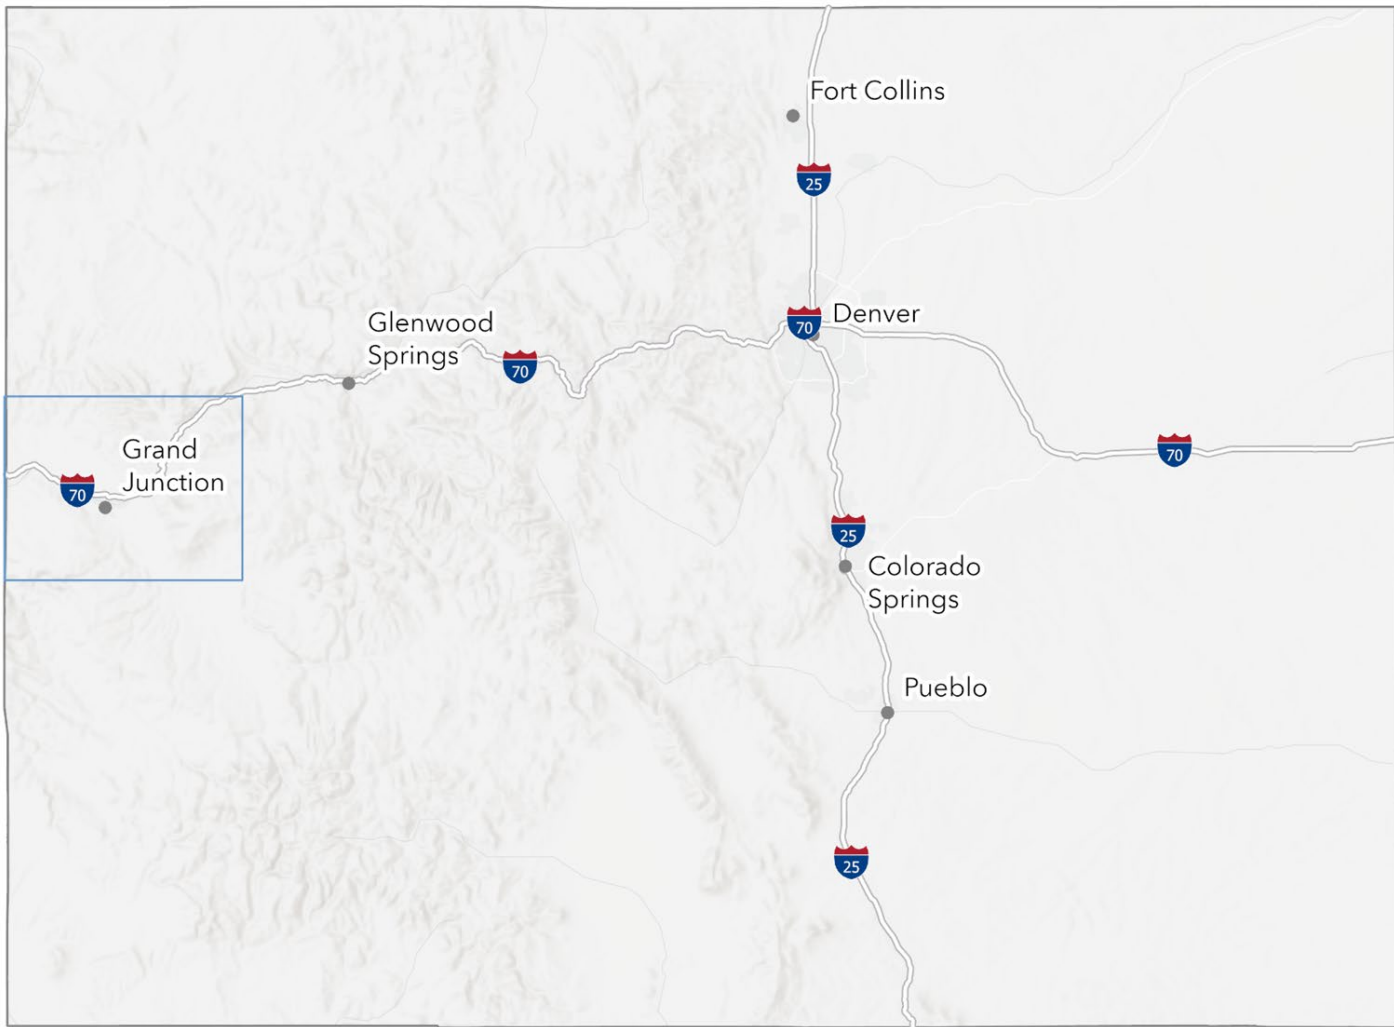 Fort Collins
25
70
Denver
Glenwood
Springs
70
Grand
Junction
70
70
25
Colorado
Springs
Pueblo
25